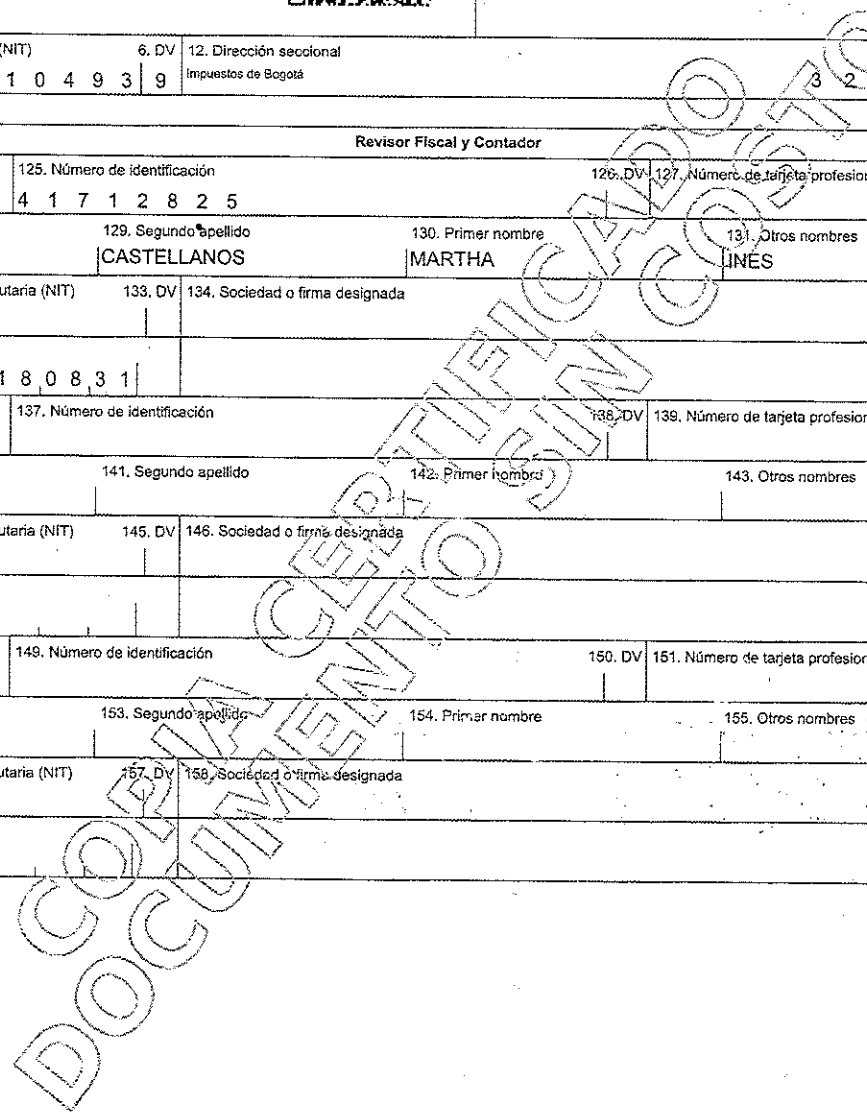 (NIT) 6. DV 12. Dirección seccional
1 0 4 9 3 9 Impuestos de Bogotá 3 2
Revisor Fiscal y Contador
125. Número de identificación 126. DV 127. Número de tarjeta profesion
4 1 7 1 2 8 2 5
129. Segundo apellido 130. Primer nombre 131. Otros nombres
CASTELLANOS MARTHA INES
utaria (NIT) 133. DV 134. Sociedad o firma designada
1 8 0 8 3 1
137. Número de identificación 138. DV 139. Número de tarjeta profesion
141. Segundo apellido 142. Primer nombre 143. Otros nombres
utaria (NIT) 145. DV 146. Sociedad o firma designada
149. Número de identificación 150. DV 151. Número de tarjeta profesion
153. Segundo apellido 154. Primer nombre 155. Otros nombres
utaria (NIT) 157. DV 158. Sociedad o firma designada
COPIA CERTIFICADO
DOCUMENTO SIN COSTO